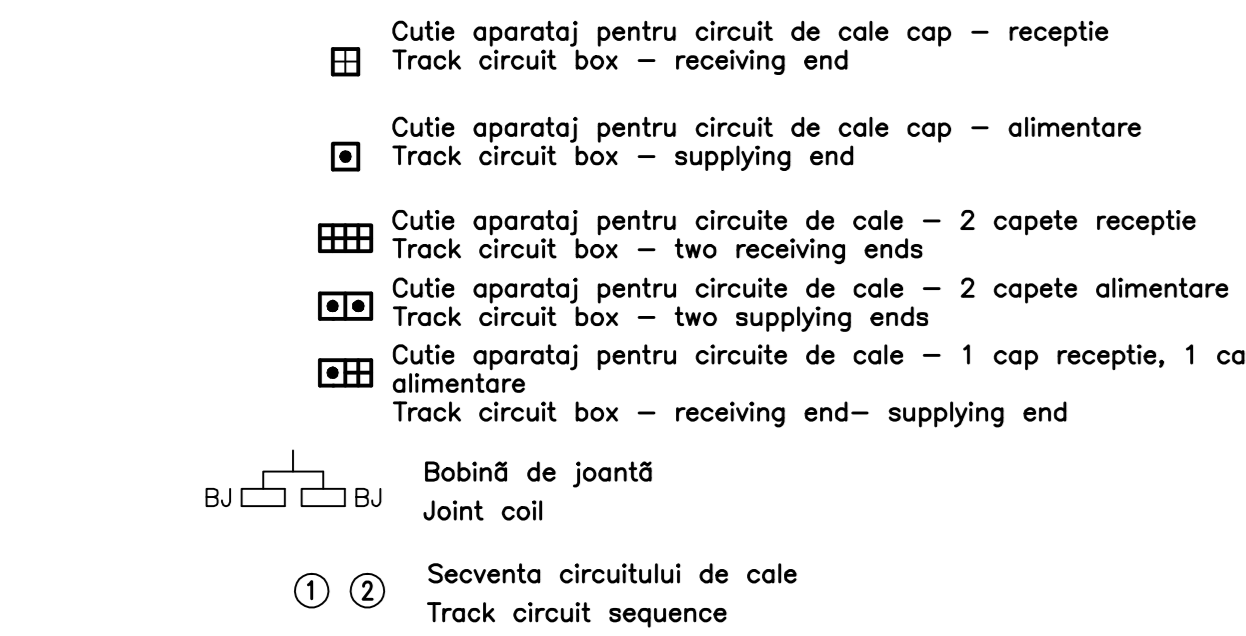 Cutie aparataj pentru circuit de cale cap – receptie
Track circuit box – receiving end
Cutie aparataj pentru circuit de cale cap – alimentare
Track circuit box – supplying end
Cutie aparataj pentru circuite de cale – 2 capete receptie
Track circuit box – two receiving ends
Cutie aparataj pentru circuite de cale – 2 capete alimentare
Track circuit box – two supplying ends
Cutie aparataj pentru circuite de cale – 1 cap receptie, 1 ca
alimentare
Track circuit box – receiving end– supplying end
BJ BJ
Bobinã de joantã
Joint coil
1 2
Secventa circuitului de cale
Track circuit sequence